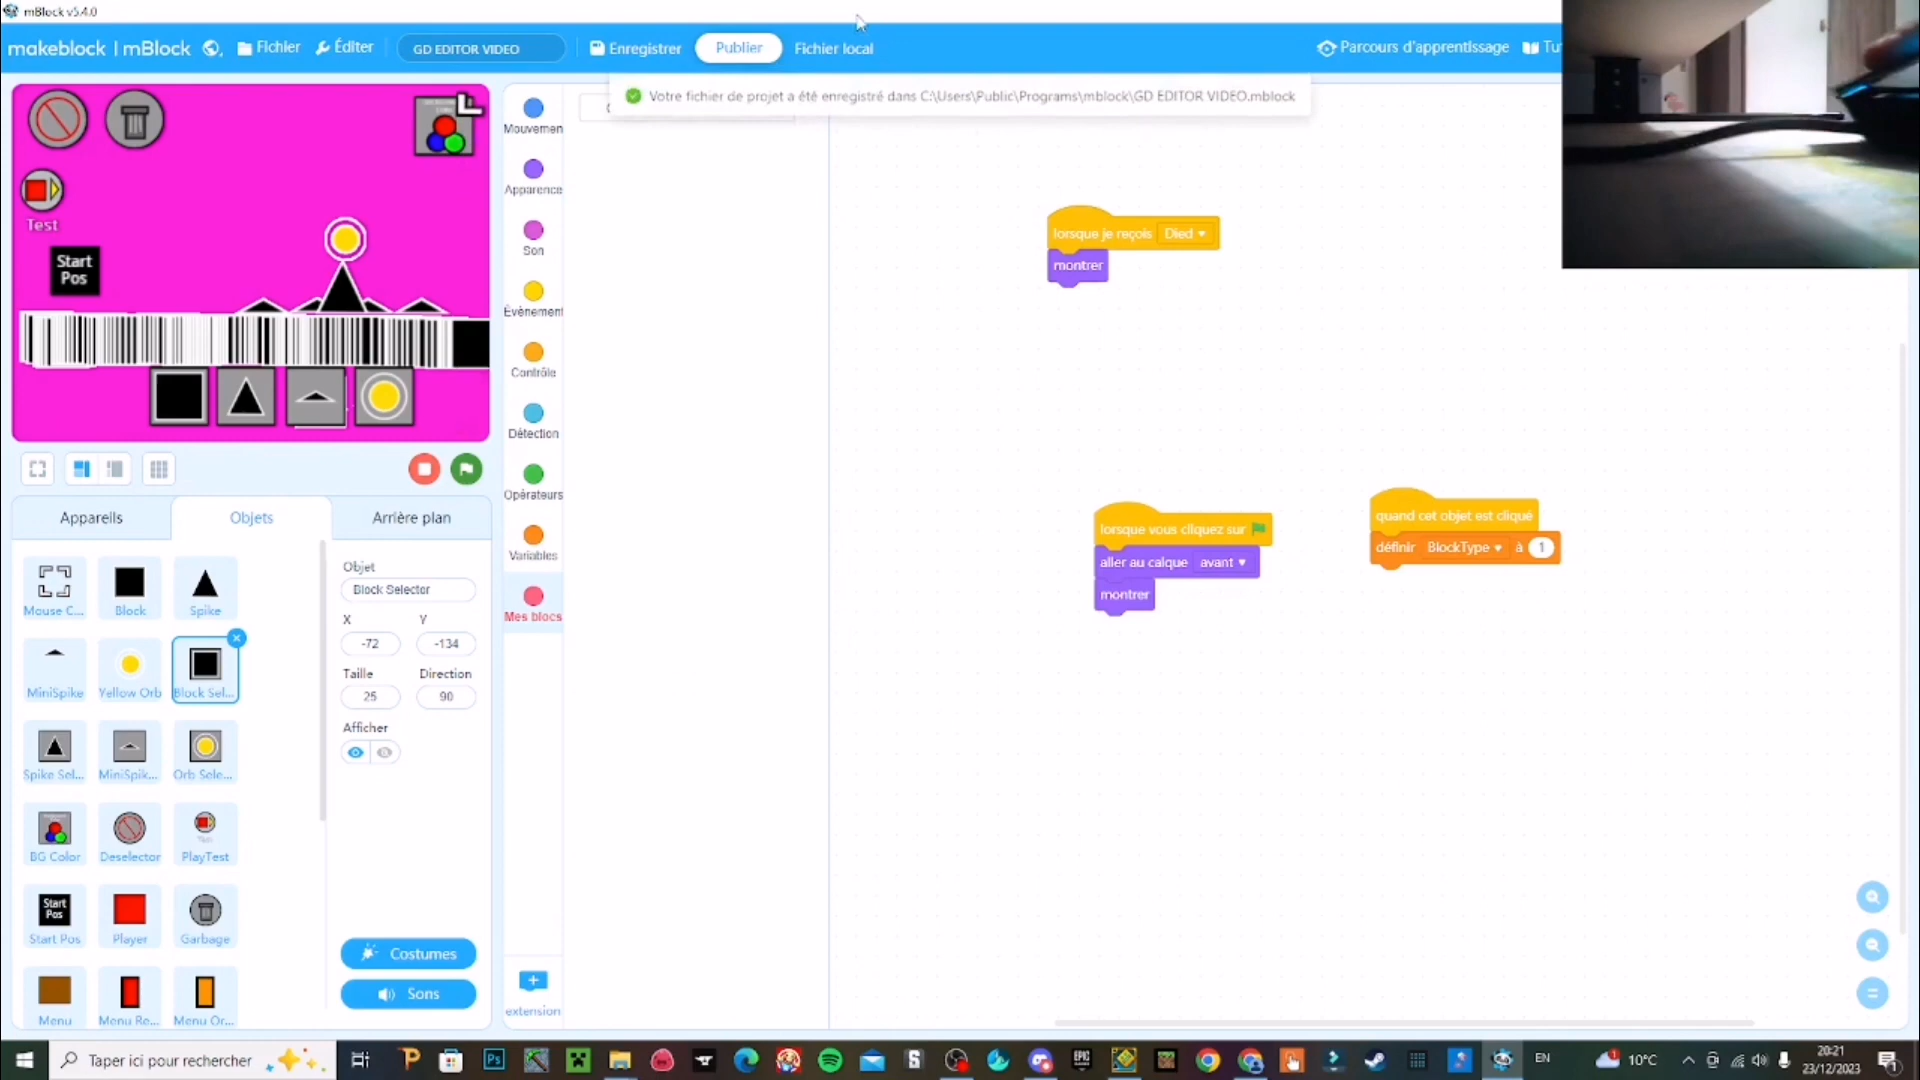 mBlock v5.4.0
makeblock | mBlock
Fichier
Éditer
GD EDITOR VIDEO
Enregistrer
Publier
Fichier local
Parcours d'apprentissage
Tu
Votre fichier de projet a été enregistré dans C:\Users\Public\Programs\mblock\GD EDITOR VIDEO.mblock
Test
Start
Pos
Mouvemen
Apparence
Son
Évènement
Contrôle
Détection
Opérateurs
Variables
Mes blocs
extension
lorsque je reçois Died
montrer
lorsque vous cliquez sur
aller au calque avant
montrer
quand cet objet est cliqué
définir BlockType à 1
Appareils
Objets
Arrière plan
Mouse C...
Block
Spike
MiniSpike
Yellow Orb
Block Sel...
Spike Sel...
MiniSpik...
Orb Sele...
BG Color
Deselector
PlayTest
Start
Pos
Start Pos
Player
Garbage
Menu
Menu Re...
Menu Or...
Objet
Block Selector
X
Y
-72
-134
Taille
Direction
25
90
Afficher
Costumes
Sons
Taper ici pour rechercher
EN
10°C
20:21
23/12/2023